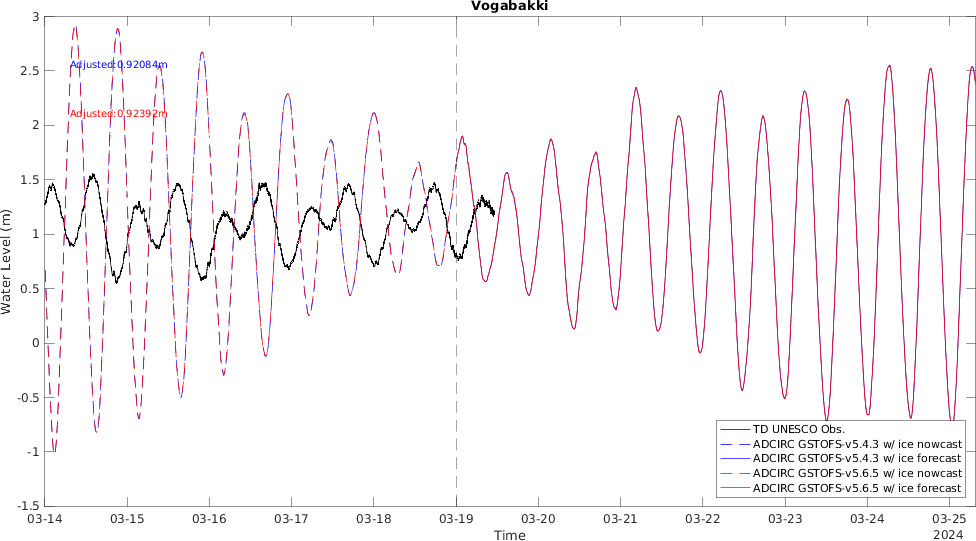 Vogabakki
3
2.5
2
1.5
1
0.5
0
-0.5
-1
-1.5
Water Level (m)
Adjusted:0.92084m
Adjusted:0.92392m
TD UNESCO Obs.
ADCIRC GSTOFS-v5.4.3 w/ ice nowcast
ADCIRC GSTOFS-v5.4.3 w/ ice forecast
ADCIRC GSTOFS-v5.6.5 w/ ice nowcast
ADCIRC GSTOFS-v5.6.5 w/ ice forecast
03-14 03-15 03-16 03-17 03-18 03-19 03-20 03-21 03-22 03-23 03-24 03-25
Time
2024